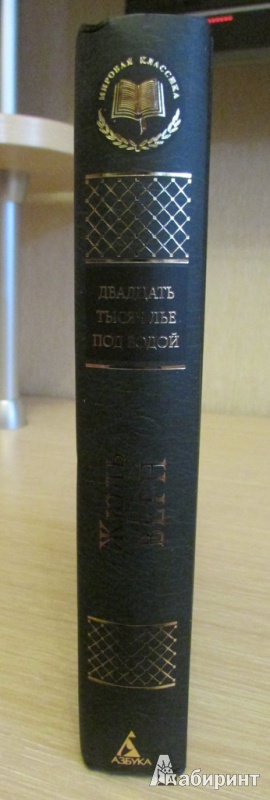 МИРОВАЯ КЛАССИКА
ДВАДЦАТЬ
ТЫСЯЧ ЛЬЕ
ПОД ВОДОЙ
Жюль
ВЕРН
АЗБУКА
Лабиринт